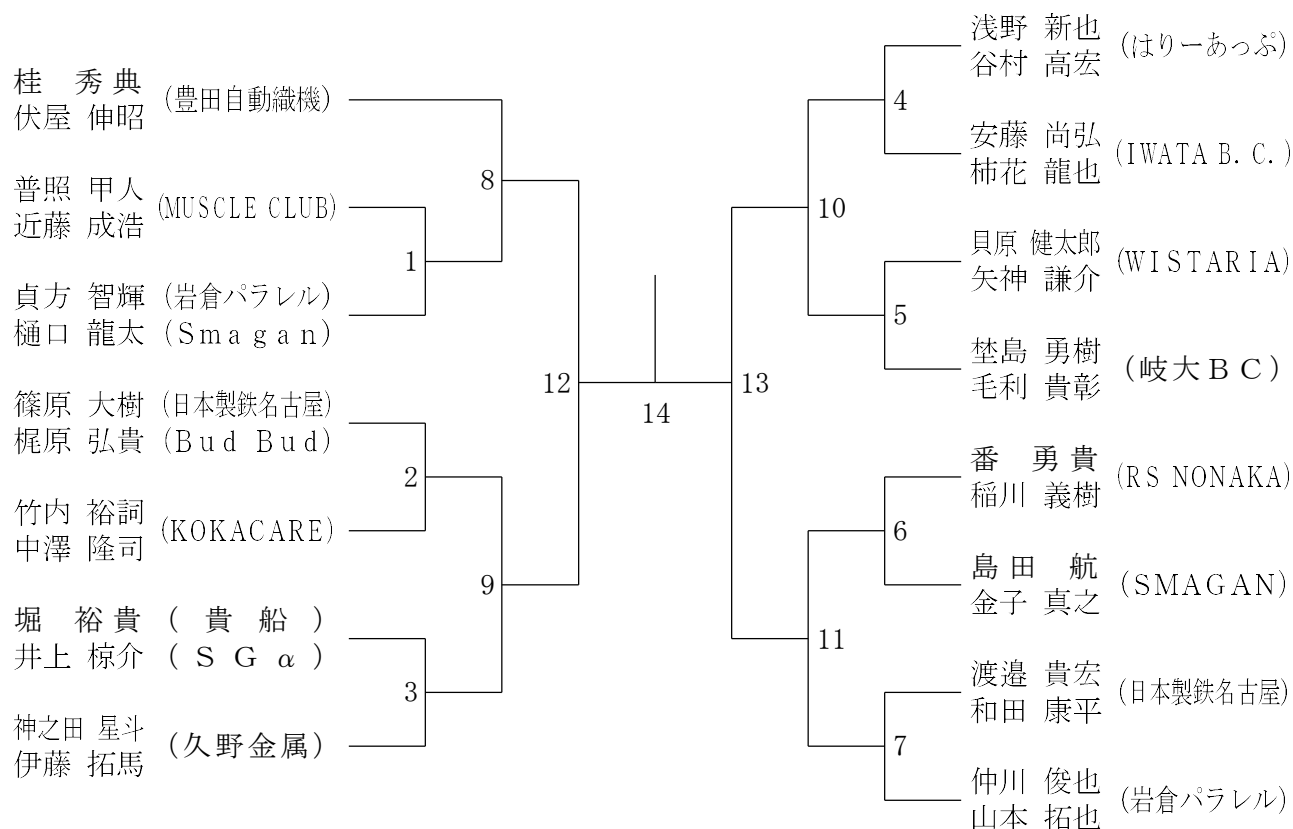 桂 秀典 (豊田自動織機)
伏屋 伸昭
普照 甲人 (MUSCLE CLUB)
近藤 成浩
貞方 智輝 (岩倉パラレル)
樋口 龍太 (Smagan)
篠原 大樹 (日本製鉄名古屋)
梶原 弘貴 (Bud Bud)
竹内 裕詞 (KOKACARE)
中澤 隆司
堀 裕貴 (貴船)
井上 椋介 (SGα)
神之田 星斗 (久野金属)
伊藤 拓馬
8
1
12
2
9
3
14
浅野 新也 (はりーあっぷ)
谷村 高宏
安藤 尚弘 (IWATA B.C.)
柿花 龍也
貝原 健太郎 (WISTARIA)
矢神 謙介
埜島 勇樹 (岐大BC)
毛利 貴彰
番 勇貴 (RS NONAKA)
稲川 義樹
島田 航 (SMAGAN)
金子 真之
渡邉 貴宏 (日本製鉄名古屋)
和田 康平
仲川 俊也 (岩倉パラレル)
山本 拓也
4
10
5
13
6
11
7